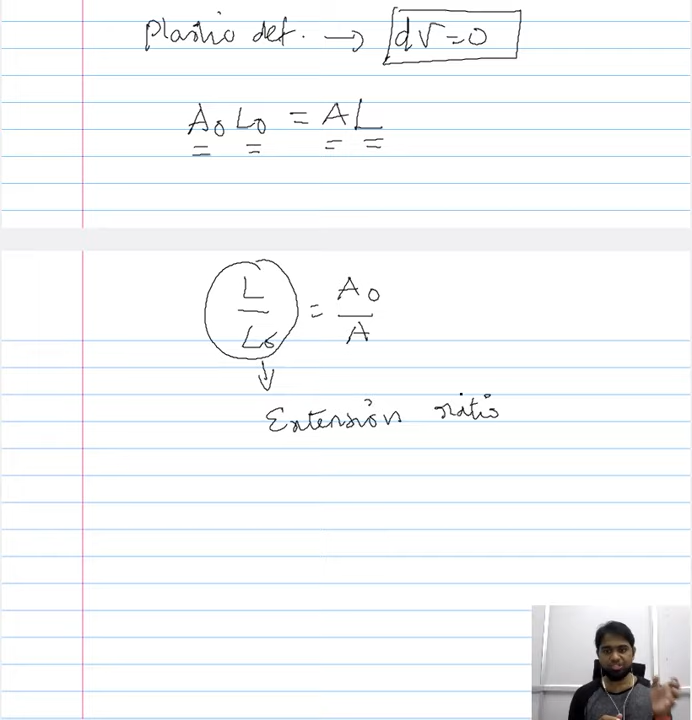 Plastic def. → dV=0
A₀L₀ = AL
L/L₀ = A₀/A
Extension ratio